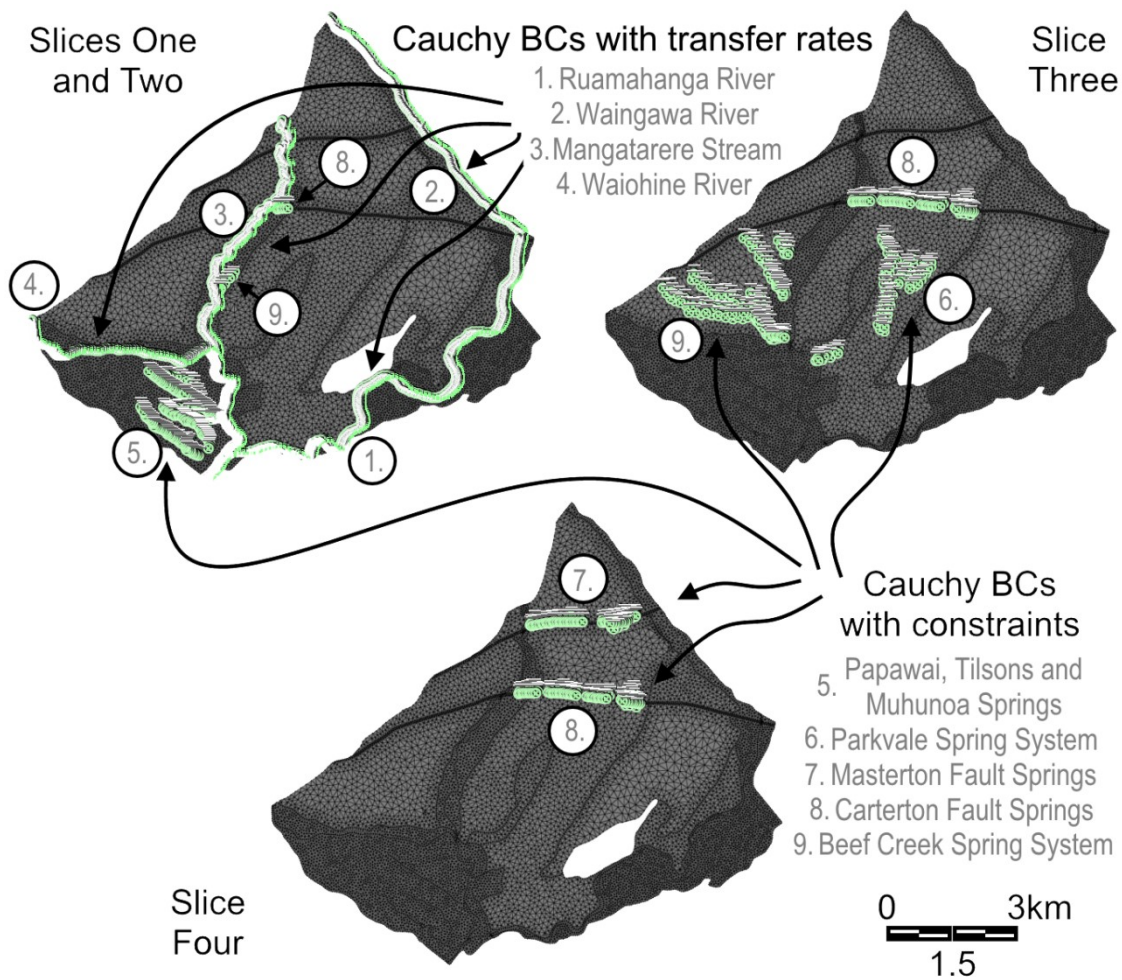 Slices One
and Two
Cauchy BCs with transfer rates
1. Ruamahanga River
2. Waingawa River
3. Mangatarere Stream
4. Waiohine River
Slice
Three
8.
2.
3.
4.
9.
5.
1.
8.
6.
9.
7.
8.
Cauchy BCs
with constraints
5. Papawai, Tilsons and
Muhunoa Springs
6. Parkvale Spring System
7. Masterton Fault Springs
8. Carterton Fault Springs
9. Beef Creek Spring System
Slice
Four
0 3km
1.5